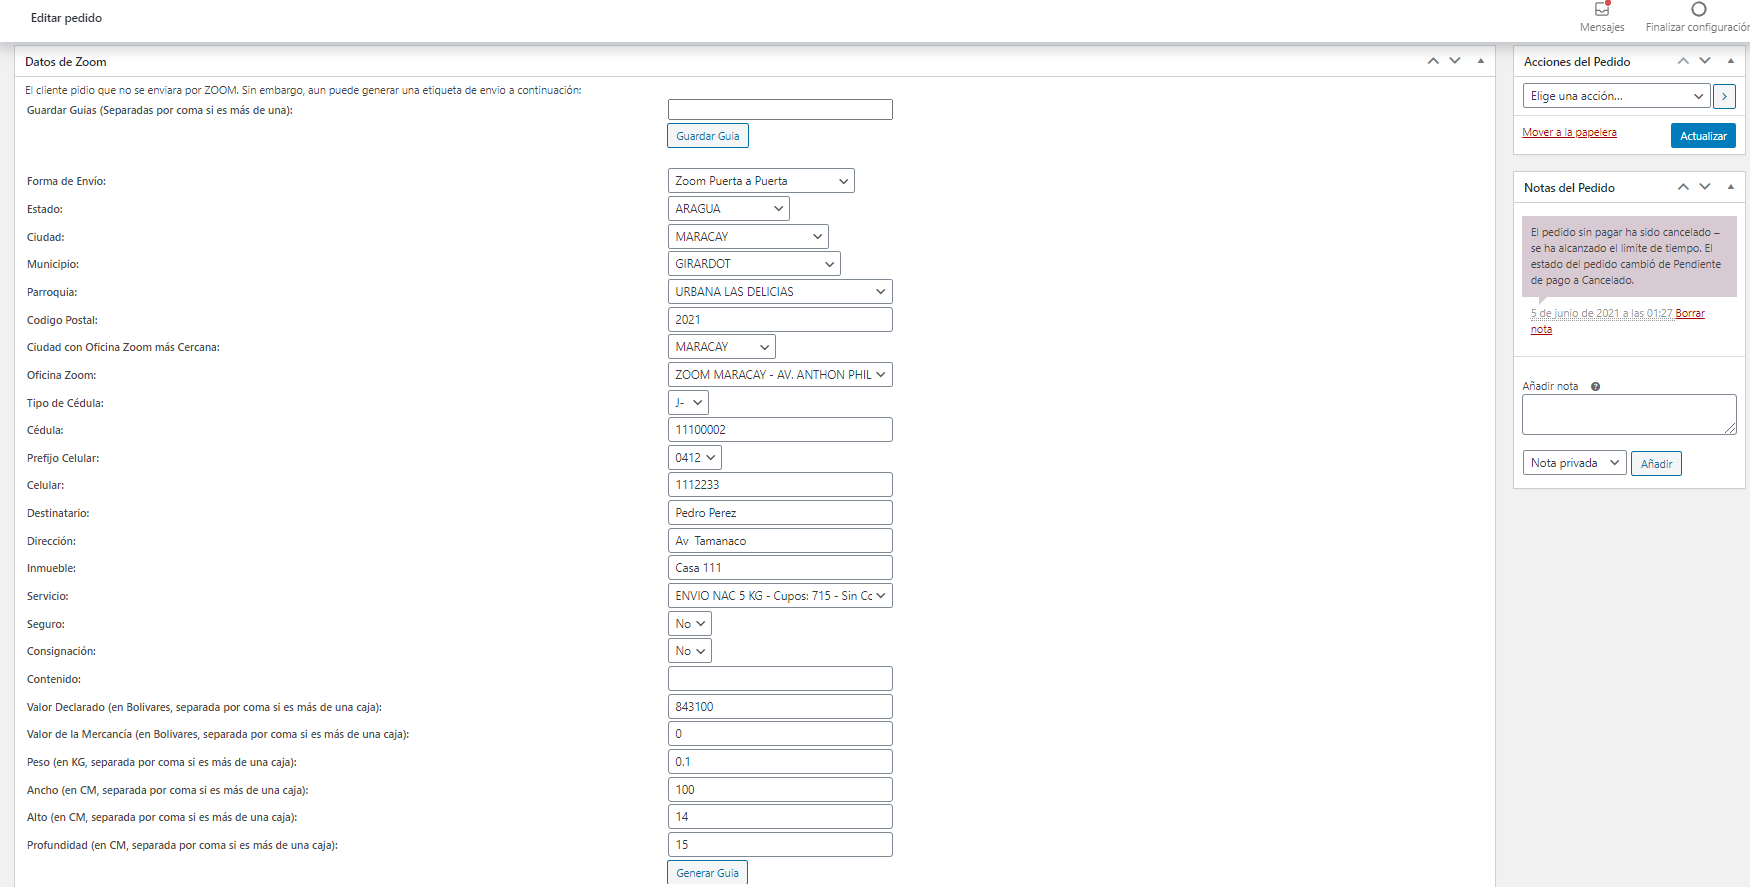 Editar pedido
Mensajes
Finalizar configuración
Datos de Zoom
El cliente pidio que no se enviara por ZOOM. Sin embargo, aun puede generar una etiqueta de envio a continuación:
Guardar Guías (Separadas por coma si es más de una):
Guardar Guía
Forma de Envío: Zoom Puerta a Puerta
Estado: ARAGUA
Ciudad: MARACAY
Municipio: GIRARDOT
Parroquia: URBANA LAS DELICIAS
Codigo Postal: 2021
Ciudad con Oficina Zoom más Cercana: MARACAY
Oficina Zoom: ZOOM MARACAY - AV. ANTHON PHIL
Tipo de Cédula: J-
Cédula: 11100002
Prefijo Celular: 0412
Celular: 1112233
Destinatario: Pedro Perez
Dirección: Av Tamanaco
Inmueble: Casa 111
Servicio: ENVIO NAC 5 KG - Cupos: 715 - Sin Cc
Seguro: No
Consignación: No
Contenido:
Valor Declarado (en Bolivares, separada por coma si es más de una caja): 843100
Valor de la Mercancía (en Bolivares, separada por coma si es más de una caja): 0
Peso (en KG, separada por coma si es más de una caja): 0.1
Ancho (en CM, separada por coma si es más de una caja): 100
Alto (en CM, separada por coma si es más de una caja): 14
Profundidad (en CM, separada por coma si es más de una caja): 15
Generar Guía
Acciones del Pedido
Elige una acción...
Mover a la papelera
Actualizar
Notas del Pedido
El pedido sin pagar ha sido cancelado –
se ha alcanzado el límite de tiempo. El
estado del pedido cambió de Pendiente
de pago a Cancelado.
5 de junio de 2021 a las 01:27 Borrar
nota
Añadir nota
Nota privada
Añadir